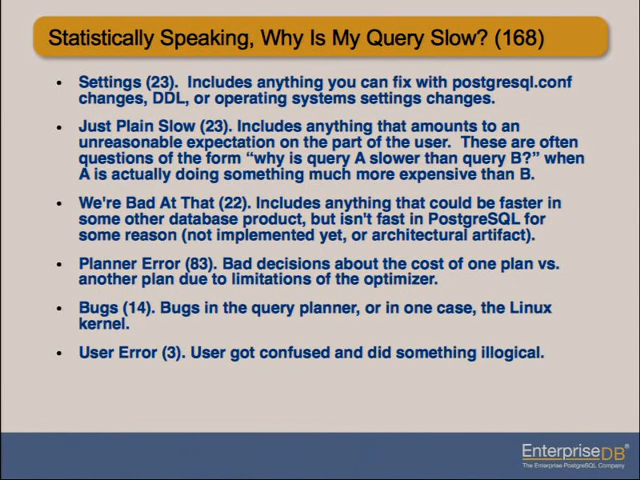 Statistically Speaking, Why Is My Query Slow? (168)
• Settings (23).  Includes anything you can fix with postgresql.conf
changes, DDL, or operating systems settings changes.
• Just Plain Slow (23). Includes anything that amounts to an
unreasonable expectation on the part of the user.  These are often
questions of the form “why is query A slower than query B?” when
A is actually doing something much more expensive than B.
• We're Bad At That (22). Includes anything that could be faster in
some other database product, but isn't fast in PostgreSQL for
some reason (not implemented yet, or architectural artifact).
• Planner Error (83). Bad decisions about the cost of one plan vs.
another plan due to limitations of the optimizer.
• Bugs (14). Bugs in the query planner, or in one case, the Linux
kernel.
• User Error (3). User got confused and did something illogical.
EnterpriseDB®
The Enterprise PostgreSQL Company